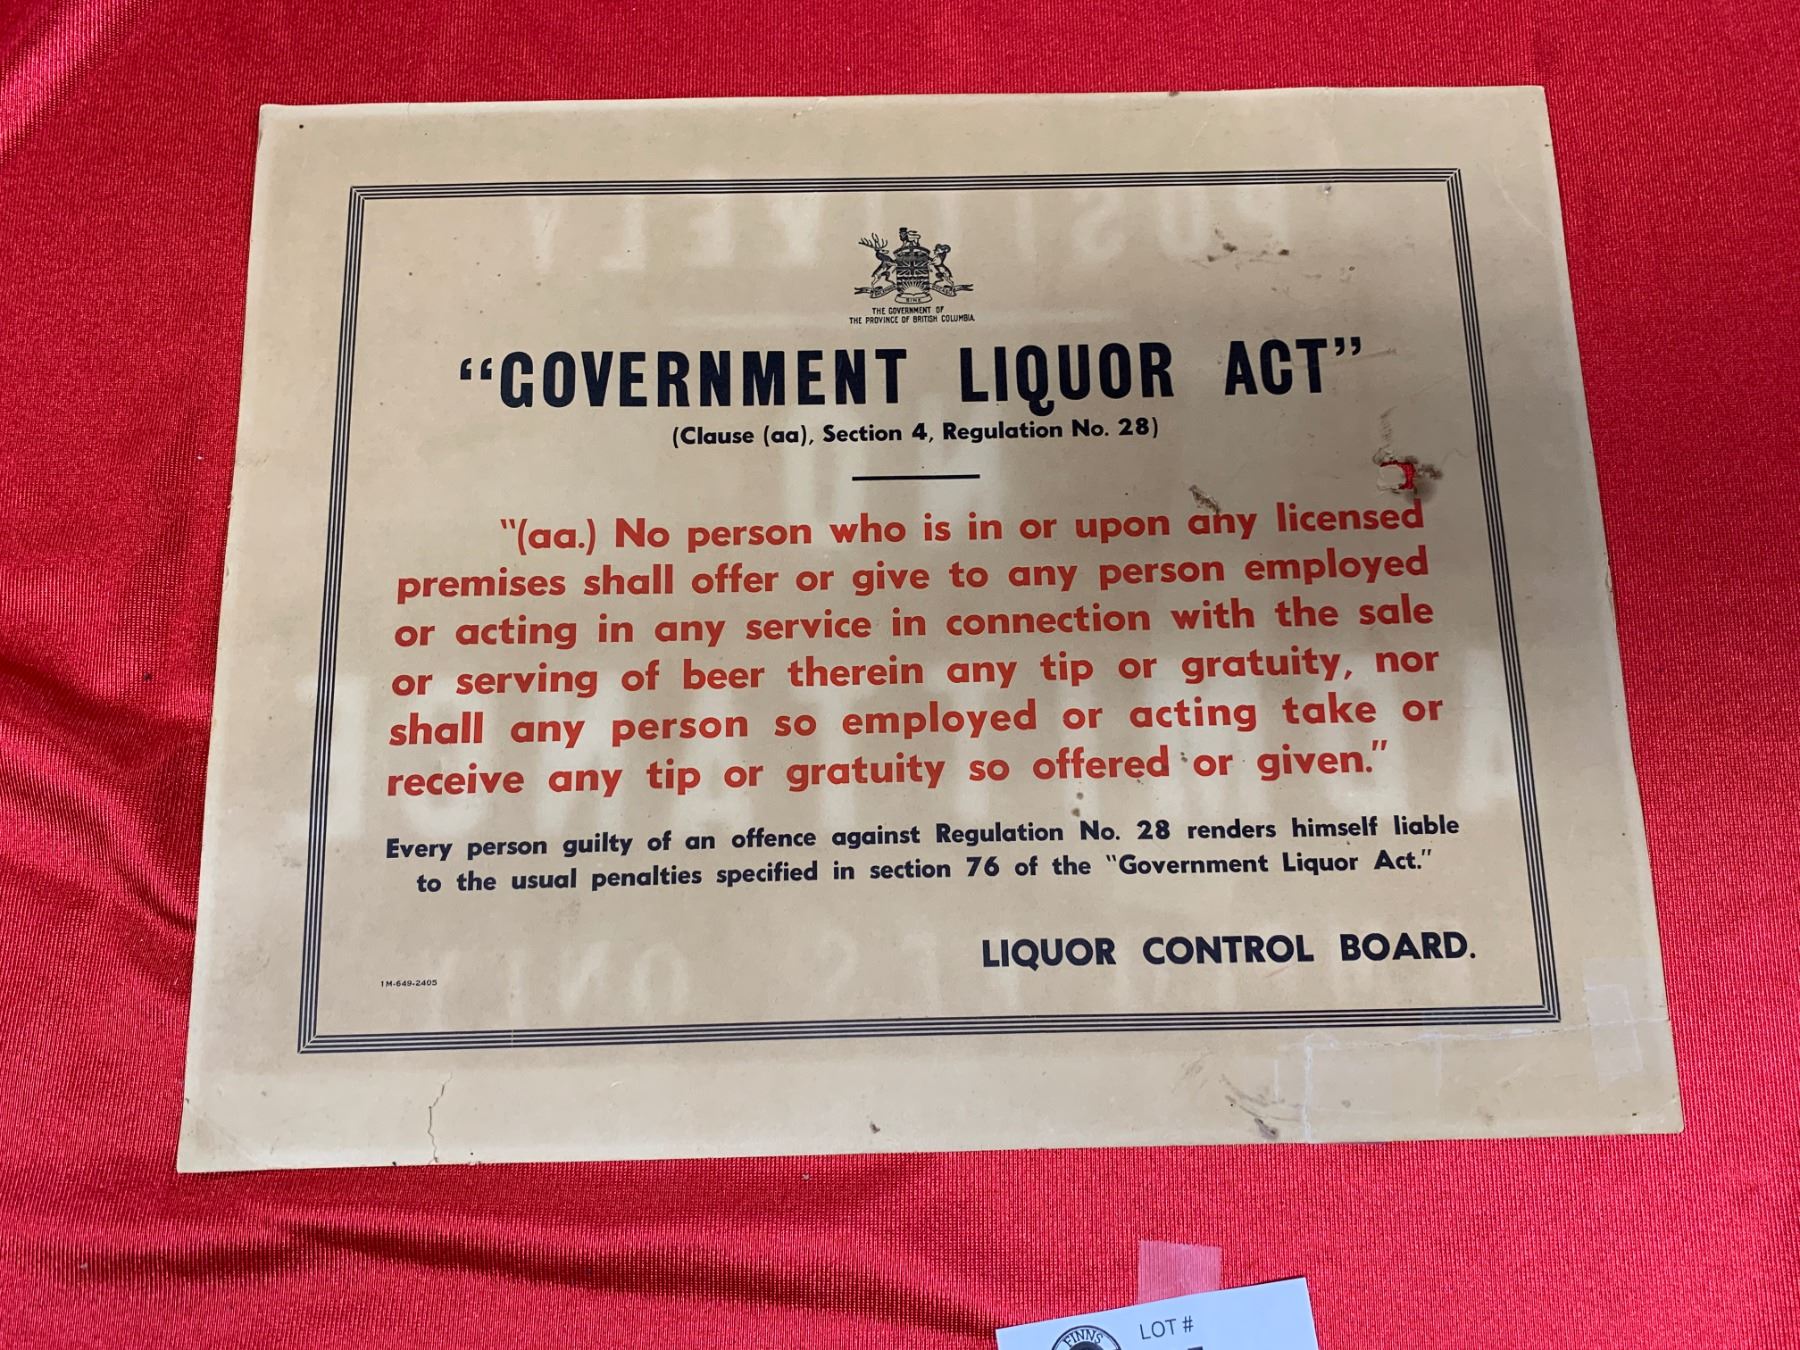 THE GOVERNMENT OF
THE PROVINCE OF BRITISH COLUMBIA
“GOVERNMENT LIQUOR ACT”
(Clause (aa), Section 4, Regulation No. 28)
"(aa.) No person who is in or upon any licensed
premises shall offer or give to any person employed
or acting in any service in connection with the sale
or serving of beer therein any tip or gratuity, nor
shall any person so employed or acting take or
receive any tip or gratuity so offered or given."
Every person guilty of an offence against Regulation No. 28 renders himself liable
to the usual penalties specified in section 76 of the "Government Liquor Act."
LIQUOR CONTROL BOARD.
1M-649-2405
FINNS
LOT #